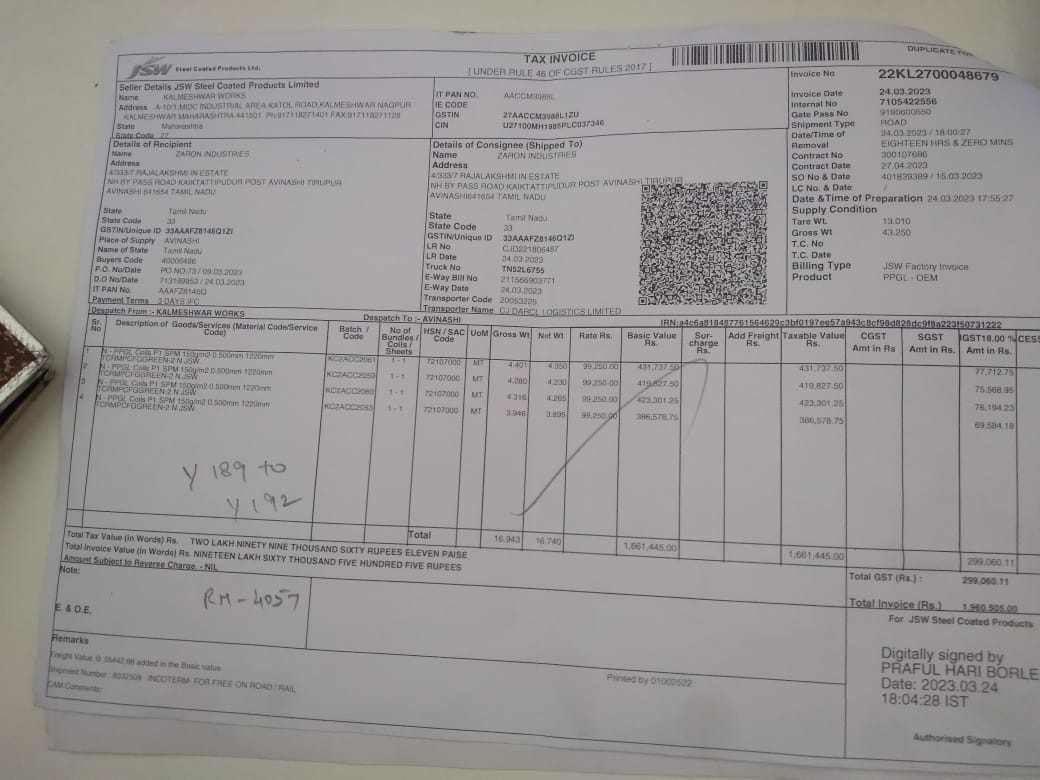 JSW Steel Coated Products Ltd.
TAX INVOICE
[ UNDER RULE 46 OF CGST RULES 2017 ]
DUPLICATE FO
Seller Details JSW Steel Coated Products Limited
Name KALMESHWAR WORKS
Address A-10/1,MIDC INDUSTRIAL AREA KATOL ROAD,KALMESHWAR NAGPUR
KALMESHWAR MAHARASHTRA 441501 Ph:917118271401 FAX:917118271128
State Maharashtra
State Code 27
IT PAN NO. AACCM3988L
IE CODE
GSTIN 27AACCM3988L1ZU
CIN U27100MH1985PLC037346
Invoice No 22KL2700048679
Invoice Date 24.03.2023
Internal No 7105422556
Gate Pass No 9180600650
Shipment Type ROAD
Date/Time of 24.03.2023 / 18:00:27
Removal EIGHTEEN HRS & ZERO MINS
Contract No 300107686
Contract Date 27.04.2023
SO No & Date 401839389 / 15.03.2023
LC No. & Date /
Date &Time of Preparation 24.03.2023 17:55:27
Supply Condition
Tare Wt. 13.010
Gross Wt 43.250
T.C. No
T.C. Date
Billing Type JSW Factory Invoice
Product PPGL - OEM
Details of Recipient
Name ZARON INDUSTRIES
Address
4/333/7 RAJALAKSHMI IN ESTATE
NH BY PASS ROAD KAIKTATTIPUDUR POST AVINASHI TIRUPUR
AVINASHI 641654 TAMIL NADU
State Tamil Nadu
State Code 33
GSTIN/Unique ID 33AAAFZ8146Q1ZI
Place of Supply AVINASHI
Name of State Tamil Nadu
Buyers Code 40006486
P.O. No/Date PO NO:73 / 09.03.2023
D.O No/Date 713199953 / 24.03.2023
IT PAN No. AAAFZ8146Q
Payment Terms 3 DAYS IFC
Details of Consignee (Shipped To)
Name ZARON INDUSTRIES
Address
4/333/7 RAJALAKSHMI IN ESTATE
NH BY PASS ROAD KAIKTATTIPUDUR POST AVINASHI TIRUPUR
AVINASHI641654 TAMIL NADU
State Tamil Nadu
State Code 33
GSTIN/Unique ID 33AAAFZ8146Q1ZI
LR No CJD221806487
LR Date 24.03.2023
Truck No TN52L6755
E-Way Bill No 211566903771
E-Way Date 24.03.2023
Transporter Code 20053225
Transporter Name CJ DARCL LOGISTICS LIMITED
Despatch From :- KALMESHWAR WORKS
Despatch To :- AVINASHI
IRN:a4c6a818487761564629c3bf0197ee57a943c8cf98d828dc9f8a223f50731222
Sr. No Description of Goods/Services (Material Code/Service Code) Batch / Code No of Bundles / Coils / Sheets HSN / SAC Code UoM Gross Wt Net Wt Rate Rs. Basic Value Rs. Sur- charge Rs. Add Freight Rs. Taxable Value Rs. CGST Amt in Rs SGST Amt in Rs. IGST18.00 % Amt in Rs. CESS
1 N - PPGL Coils P1 SPM 150g/m2 0.500mm 1220mm TCRMPCFGGREEN-2 N JSW KC2ACC2061 1 - 1 72107000 MT 4.401 4.350 99,250.00 431,737.50 431,737.50 77,712.75
2 N - PPGL Coils P1 SPM 150g/m2 0.500mm 1220mm TCRMPCFGGREEN-2 N JSW KC2ACC2059 1 - 1 72107000 MT 4.280 4.230 99,250.00 419,827.50 419,827.50 75,568.95
3 N - PPGL Coils P1 SPM 150g/m2 0.500mm 1220mm TCRMPCFGGREEN-2 N JSW KC2ACC2060 1 - 1 72107000 MT 4.316 4.265 99,250.00 423,301.25 423,301.25 76,194.23
4 N - PPGL Coils P1 SPM 150g/m2 0.500mm 1220mm TCRMPCFGGREEN-2 N JSW KC2ACC2053 1 - 1 72107000 MT 3.946 3.895 99,250.00 386,578.75 386,578.75 69,584.18
Y 189 to
Y 192
Total 16.943 16.740 1,661,445.00 1,661,445.00 299,060.11
Total Tax Value (in Words) Rs. TWO LAKH NINETY NINE THOUSAND SIXTY RUPEES ELEVEN PAISE
Total Invoice Value (in Words) Rs. NINETEEN LAKH SIXTY THOUSAND FIVE HUNDRED FIVE RUPEES
Amount Subject to Reverse Charge. - NIL
Total GST (Rs.) : 299,060.11
Total Invoice (Rs.) 1,960,505.00
Note:
RM-4057
E. & O.E.
For JSW Steel Coated Products
Remarks
Freight Value @ 55442.98 added in the Basic value.
Shipment Number : 8332509 INCOTERM- FOR FREE ON ROAD / RAIL
CAM Comments:
Printed by 01002522
Digitally signed by
PRAFUL HARI BORLE
Date: 2023.03.24
18:04:28 IST
Authorised Signatory